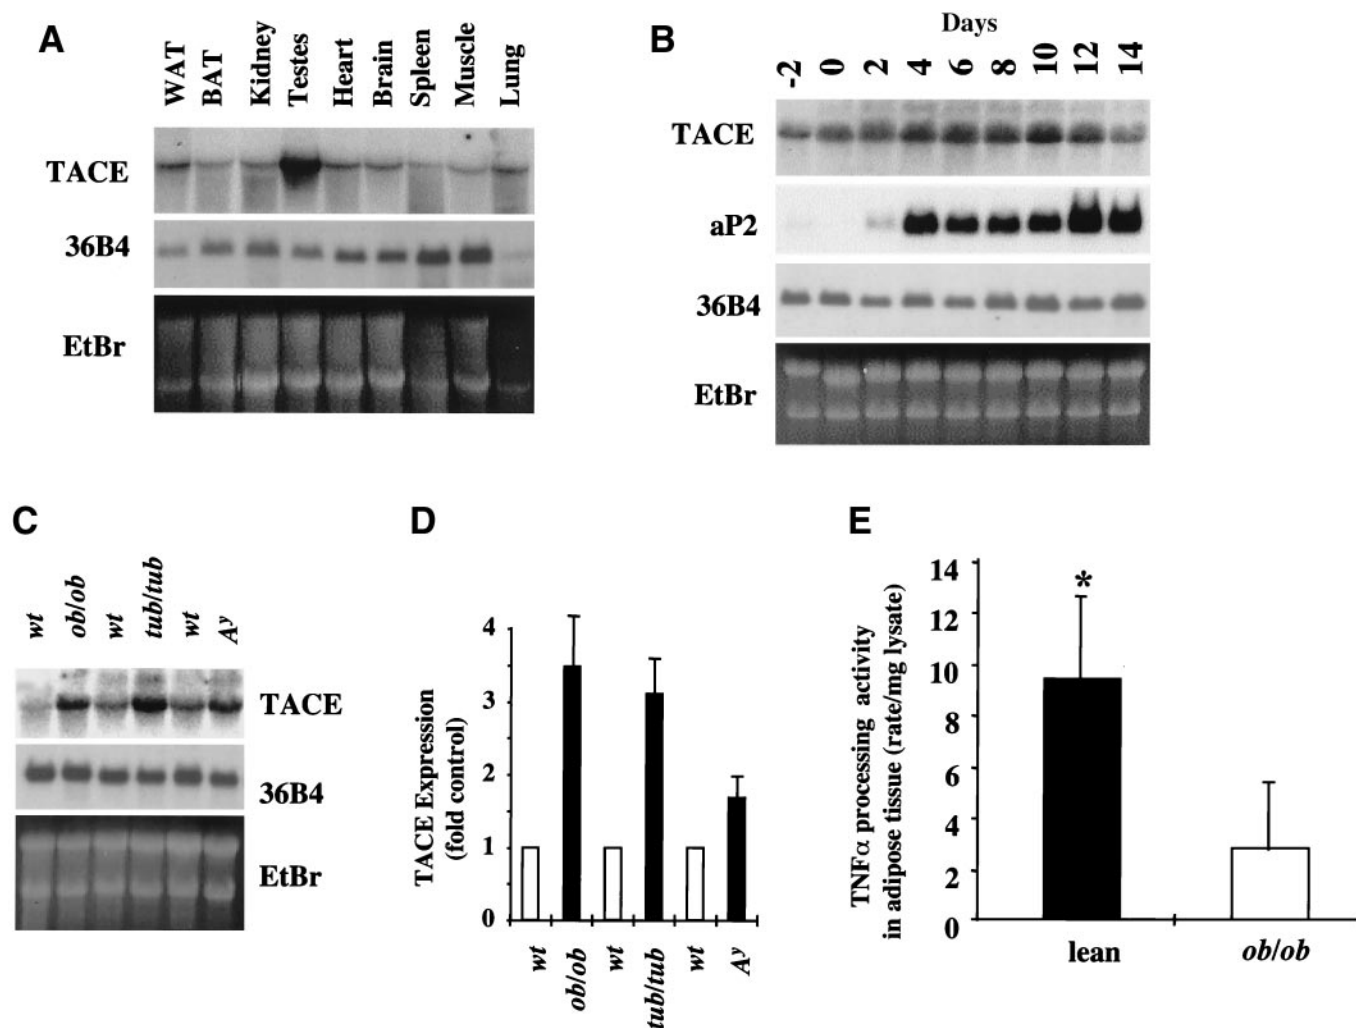 A
WAT BAT Kidney Testes Heart Brain Spleen Muscle Lung
TACE
36B4
EtBr
B
Days
-2 0 2 4 6 8 10 12 14
TACE
aP2
36B4
EtBr
C
wt ob/ob wt tub/tub wt Aʸ
TACE
36B4
EtBr
D
TACE Expression
(fold control)
4
3
2
1
0
wt ob/ob wt tub/tub wt Aʸ
E
TNFα processing activity
in adipose tissue (rate/mg lysate)
14
12
10
8
6
4
2
0
*
lean ob/ob